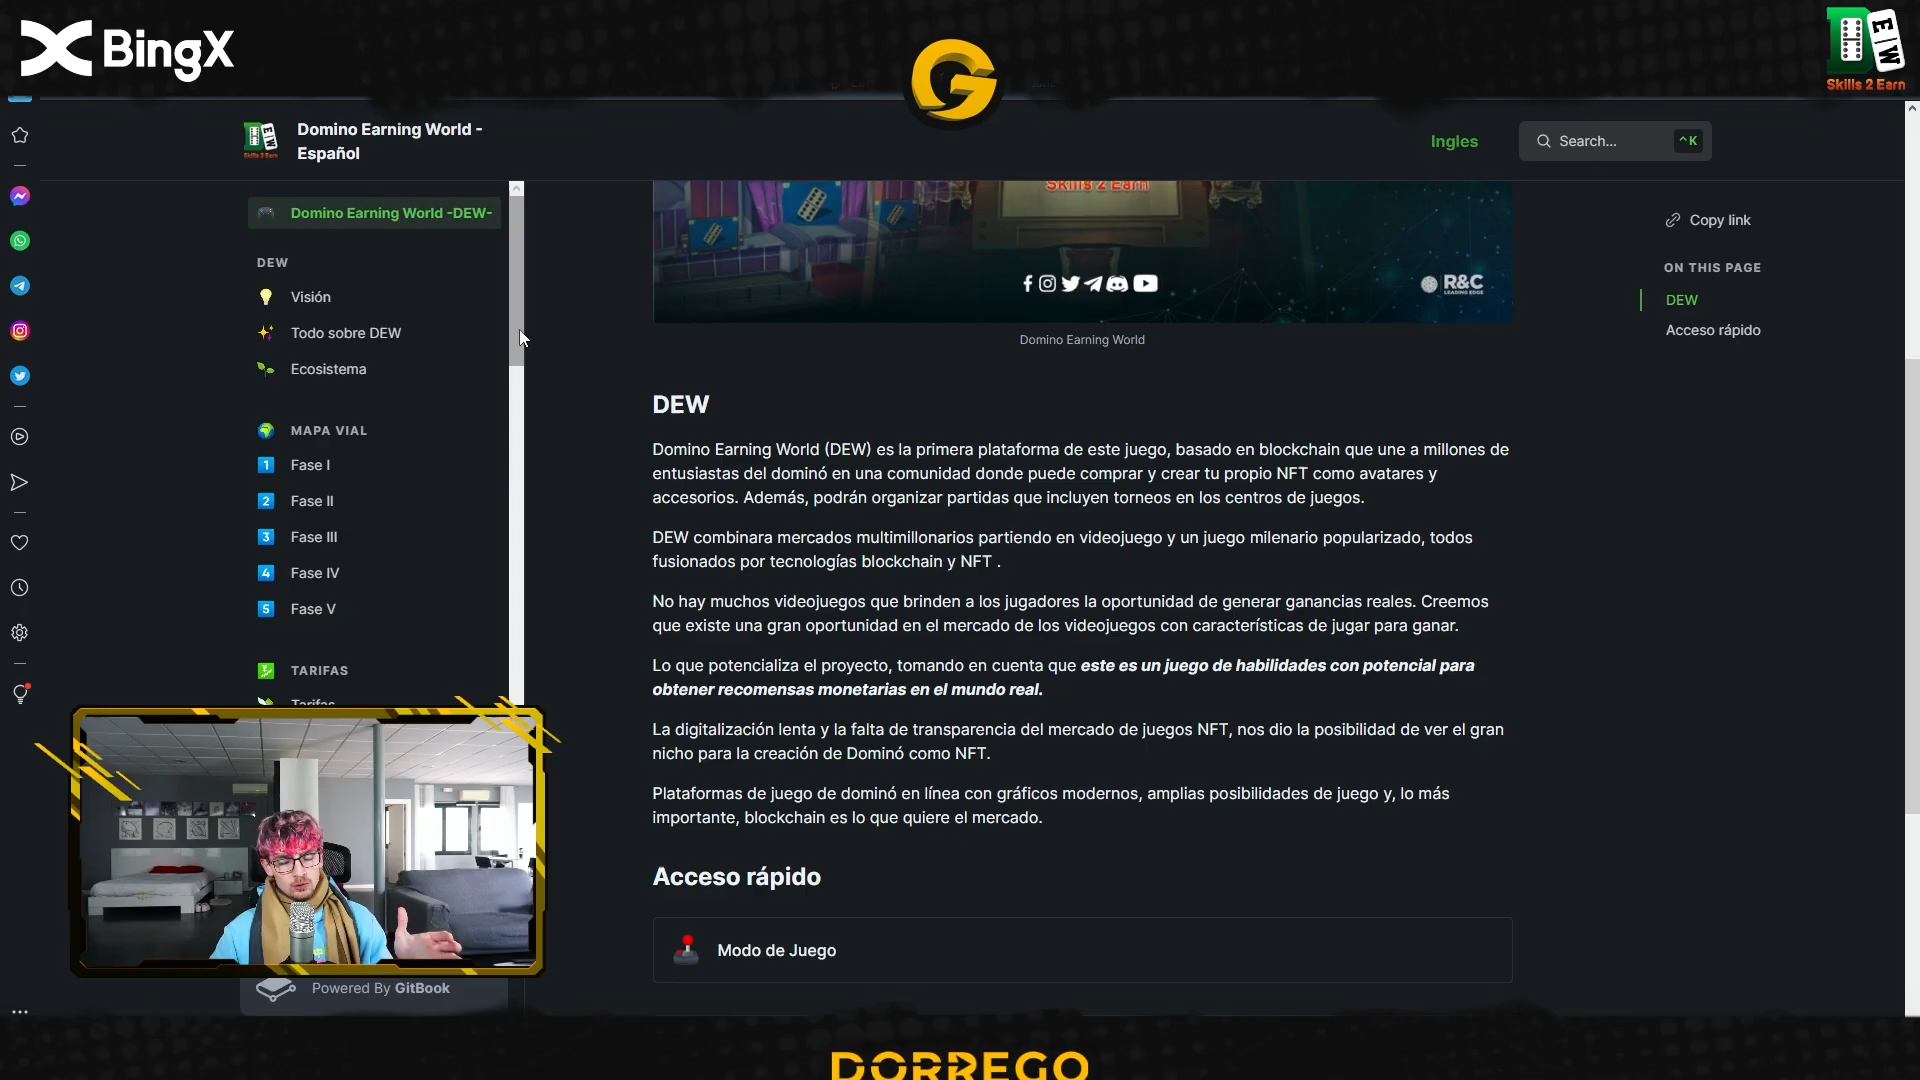 BingX
G
D
E W
Skills 2 Earn
Domino Earning World -
Español
Ingles
Search...
^K
Domino Earning World -DEW-
DEW
Visión
Todo sobre DEW
Ecosistema
MAPA VIAL
1 Fase I
2 Fase II
3 Fase III
4 Fase IV
5 Fase V
TARIFAS
Tarifas
Powered By GitBook
Skills 2 Earn
R&C
LEADING EDGE
Domino Earning World
DEW
Domino Earning World (DEW) es la primera plataforma de este juego, basado en blockchain que une a millones de
entusiastas del dominó en una comunidad donde puede comprar y crear tu propio NFT como avatares y
accesorios. Además, podrán organizar partidas que incluyen torneos en los centros de juegos.
DEW combinara mercados multimillonarios partiendo en videojuego y un juego milenario popularizado, todos
fusionados por tecnologías blockchain y NFT .
No hay muchos videojuegos que brinden a los jugadores la oportunidad de generar ganancias reales. Creemos
que existe una gran oportunidad en el mercado de los videojuegos con características de jugar para ganar.
Lo que potencializa el proyecto, tomando en cuenta que este es un juego de habilidades con potencial para
obtener recomensas monetarias en el mundo real.
La digitalización lenta y la falta de transparencia del mercado de juegos NFT, nos dio la posibilidad de ver el gran
nicho para la creación de Dominó como NFT.
Plataformas de juego de dominó en línea con gráficos modernos, amplias posibilidades de juego y, lo más
importante, blockchain es lo que quiere el mercado.
Acceso rápido
Modo de Juego
Copy link
ON THIS PAGE
DEW
Acceso rápido
DORREGO